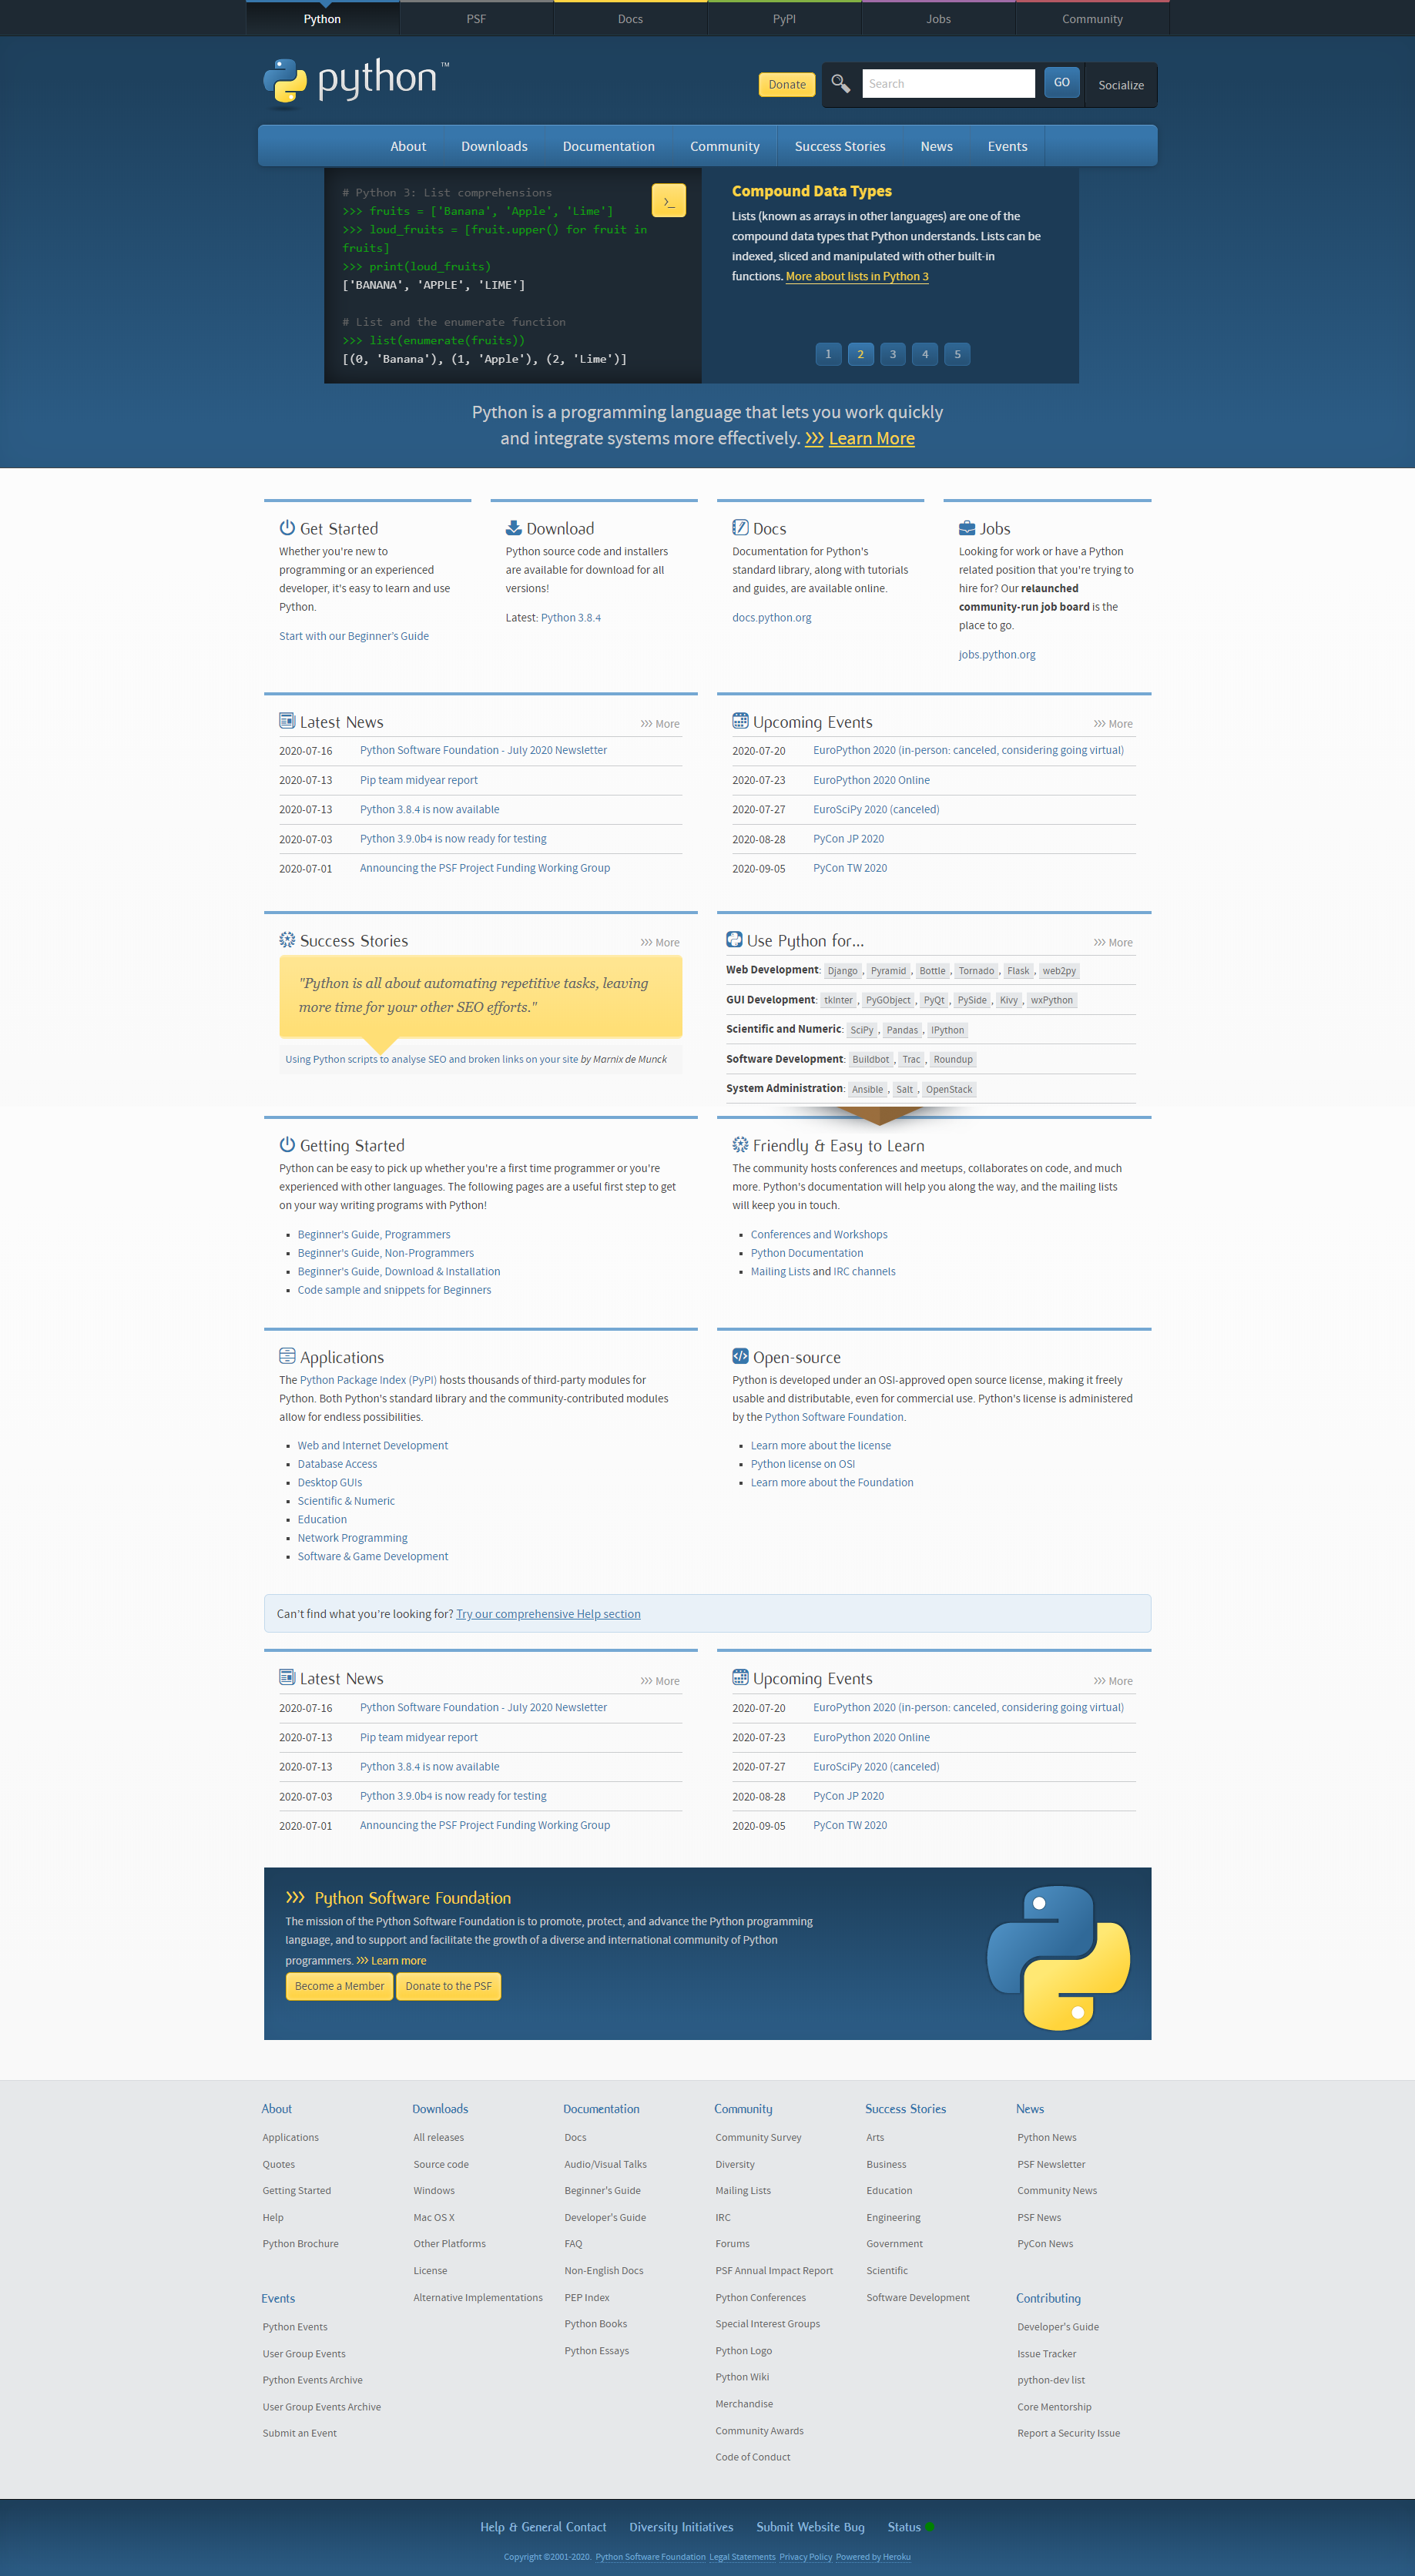 Python
PSF
Docs
PyPI
Jobs
Community
python™
Donate
Search
GO
Socialize
About
Downloads
Documentation
Community
Success Stories
News
Events
# Python 3: List comprehensions
>>> fruits = ['Banana', 'Apple', 'Lime']
>>> loud_fruits = [fruit.upper() for fruit in
fruits]
>>> print(loud_fruits)
['BANANA', 'APPLE', 'LIME']
# List and the enumerate function
>>> list(enumerate(fruits))
[(0, 'Banana'), (1, 'Apple'), (2, 'Lime')]
>_
Compound Data Types
Lists (known as arrays in other languages) are one of the
compound data types that Python understands. Lists can be
indexed, sliced and manipulated with other built-in
functions. More about lists in Python 3
1 2 3 4 5
Python is a programming language that lets you work quickly
and integrate systems more effectively. >>> Learn More
Get Started
Whether you're new to
programming or an experienced
developer, it's easy to learn and use
Python.
Start with our Beginner's Guide
Download
Python source code and installers
are available for download for all
versions!
Latest: Python 3.8.4
Docs
Documentation for Python's
standard library, along with tutorials
and guides, are available online.
docs.python.org
Jobs
Looking for work or have a Python
related position that you're trying to
hire for? Our relaunched
community-run job board is the
place to go.
jobs.python.org
Latest News
>>> More
2020-07-16 Python Software Foundation - July 2020 Newsletter
2020-07-13 Pip team midyear report
2020-07-13 Python 3.8.4 is now available
2020-07-03 Python 3.9.0b4 is now ready for testing
2020-07-01 Announcing the PSF Project Funding Working Group
Upcoming Events
>>> More
2020-07-20 EuroPython 2020 (in-person: canceled, considering going virtual)
2020-07-23 EuroPython 2020 Online
2020-07-27 EuroSciPy 2020 (canceled)
2020-08-28 PyCon JP 2020
2020-09-05 PyCon TW 2020
Success Stories
>>> More
"Python is all about automating repetitive tasks, leaving
more time for your other SEO efforts."
Using Python scripts to analyse SEO and broken links on your site by Marnix de Munck
Use Python for...
>>> More
Web Development: Django, Pyramid, Bottle, Tornado, Flask, web2py
GUI Development: tkInter, PyGObject, PyQt, PySide, Kivy, wxPython
Scientific and Numeric: SciPy, Pandas, IPython
Software Development: Buildbot, Trac, Roundup
System Administration: Ansible, Salt, OpenStack
Getting Started
Python can be easy to pick up whether you're a first time programmer or you're
experienced with other languages. The following pages are a useful first step to get
on your way writing programs with Python!
Beginner's Guide, Programmers
Beginner's Guide, Non-Programmers
Beginner's Guide, Download & Installation
Code sample and snippets for Beginners
Friendly & Easy to Learn
The community hosts conferences and meetups, collaborates on code, and much
more. Python's documentation will help you along the way, and the mailing lists
will keep you in touch.
Conferences and Workshops
Python Documentation
Mailing Lists and IRC channels
Applications
The Python Package Index (PyPI) hosts thousands of third-party modules for
Python. Both Python's standard library and the community-contributed modules
allow for endless possibilities.
Web and Internet Development
Database Access
Desktop GUIs
Scientific & Numeric
Education
Network Programming
Software & Game Development
Open-source
Python is developed under an OSI-approved open source license, making it freely
usable and distributable, even for commercial use. Python's license is administered
by the Python Software Foundation.
Learn more about the license
Python license on OSI
Learn more about the Foundation
Can't find what you're looking for? Try our comprehensive Help section
Latest News
>>> More
2020-07-16 Python Software Foundation - July 2020 Newsletter
2020-07-13 Pip team midyear report
2020-07-13 Python 3.8.4 is now available
2020-07-03 Python 3.9.0b4 is now ready for testing
2020-07-01 Announcing the PSF Project Funding Working Group
Upcoming Events
>>> More
2020-07-20 EuroPython 2020 (in-person: canceled, considering going virtual)
2020-07-23 EuroPython 2020 Online
2020-07-27 EuroSciPy 2020 (canceled)
2020-08-28 PyCon JP 2020
2020-09-05 PyCon TW 2020
>>> Python Software Foundation
The mission of the Python Software Foundation is to promote, protect, and advance the Python programming
language, and to support and facilitate the growth of a diverse and international community of Python
programmers. >>> Learn more
Become a Member
Donate to the PSF
About
Applications
Quotes
Getting Started
Help
Python Brochure
Downloads
All releases
Source code
Windows
Mac OS X
Other Platforms
License
Alternative Implementations
Documentation
Docs
Audio/Visual Talks
Beginner's Guide
Developer's Guide
FAQ
Non-English Docs
PEP Index
Python Books
Python Essays
Community
Community Survey
Diversity
Mailing Lists
IRC
Forums
PSF Annual Impact Report
Python Conferences
Special Interest Groups
Python Logo
Python Wiki
Merchandise
Community Awards
Code of Conduct
Success Stories
Arts
Business
Education
Engineering
Government
Scientific
Software Development
News
Python News
PSF Newsletter
Community News
PSF News
PyCon News
Events
Python Events
User Group Events
Python Events Archive
User Group Events Archive
Submit an Event
Contributing
Developer's Guide
Issue Tracker
python-dev list
Core Mentorship
Report a Security Issue
Help & General Contact
Diversity Initiatives
Submit Website Bug
Status
Copyright ©2001-2020. Python Software Foundation Legal Statements Privacy Policy Powered by Heroku